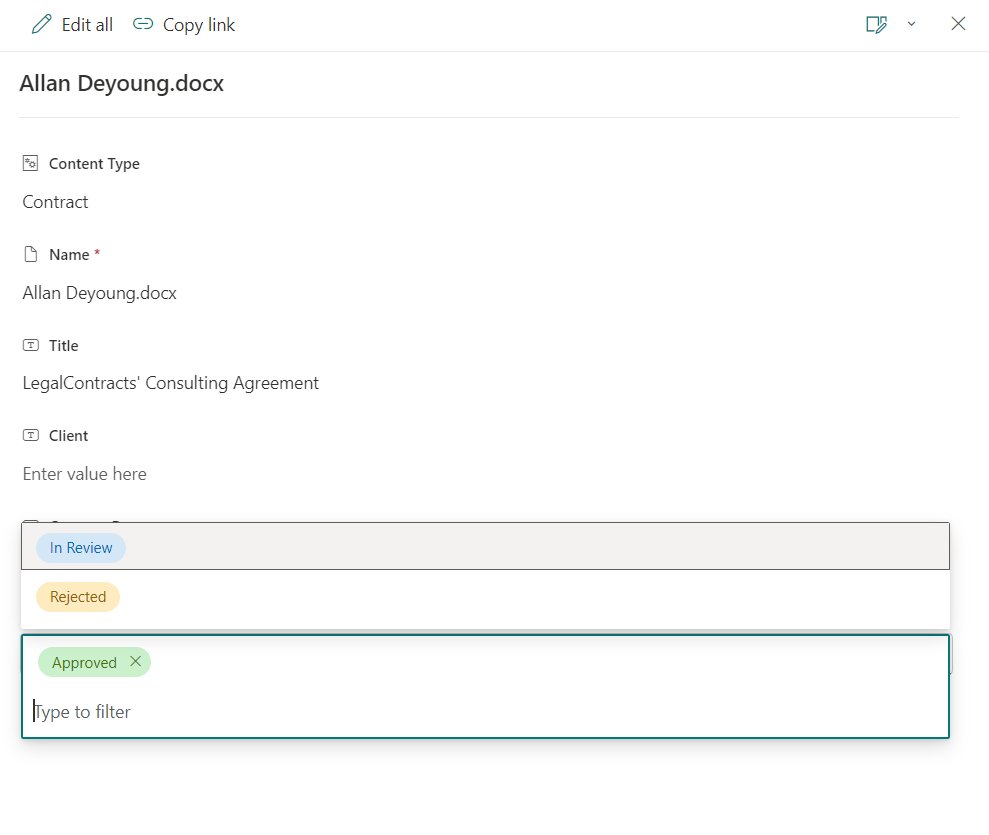 Edit all Copy link
Allan Deyoung.docx
Content Type
Contract
Name *
Allan Deyoung.docx
Title
LegalContracts' Consulting Agreement
Client
Enter value here
In Review
Rejected
Approved
Type to filter